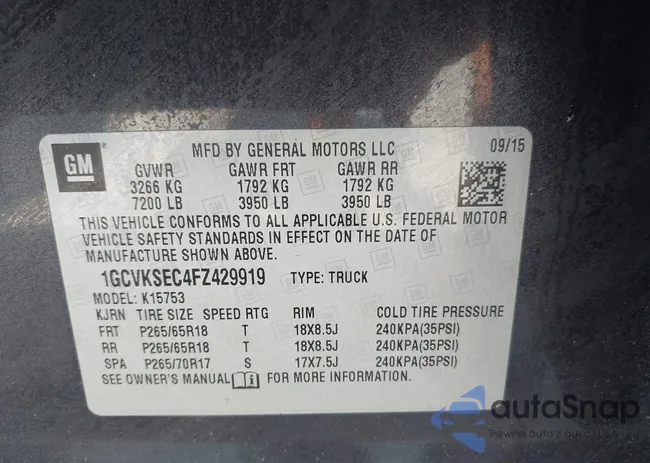 GM
MFD BY GENERAL MOTORS LLC 09/15
GVWR GAWR FRT GAWR RR
3266 KG 1792 KG 1792 KG
7200 LB 3950 LB 3950 LB
THIS VEHICLE CONFORMS TO ALL APPLICABLE U.S. FEDERAL MOTOR
VEHICLE SAFETY STANDARDS IN EFFECT ON THE DATE OF
MANUFACTURE SHOWN ABOVE.
1GCVKSEC4FZ429919 TYPE: TRUCK
MODEL: K15753
KJRN TIRE SIZE SPEED RTG RIM COLD TIRE PRESSURE
FRT P265/65R18 T 18X8.5J 240KPA(35PSI)
RR P265/65R18 T 18X8.5J 240KPA(35PSI)
SPA P265/70R17 S 17X7.5J 240KPA(35PSI)
SEE OWNER'S MANUAL FOR MORE INFORMATION.
autoSnap
Pewne auta z aukcji